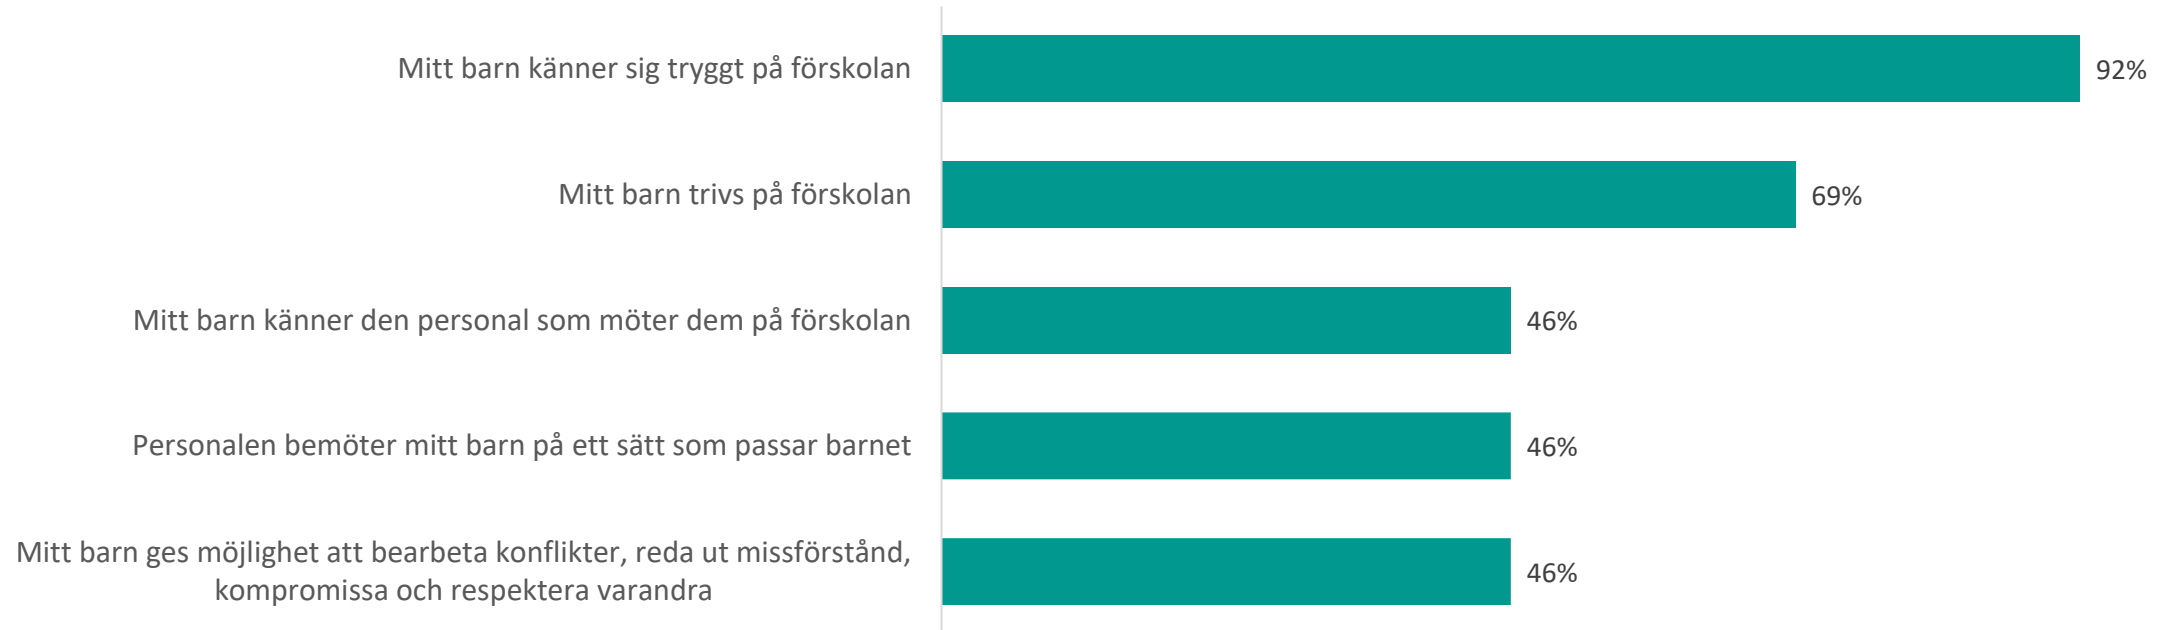 Mitt barn känner sig tryggt på förskolan
92%
Mitt barn trivs på förskolan
69%
Mitt barn känner den personal som möter dem på förskolan
46%
Personalen bemöter mitt barn på ett sätt som passar barnet
46%
Mitt barn ges möjlighet att bearbeta konflikter, reda ut missförstånd,
kompromissa och respektera varandra
46%